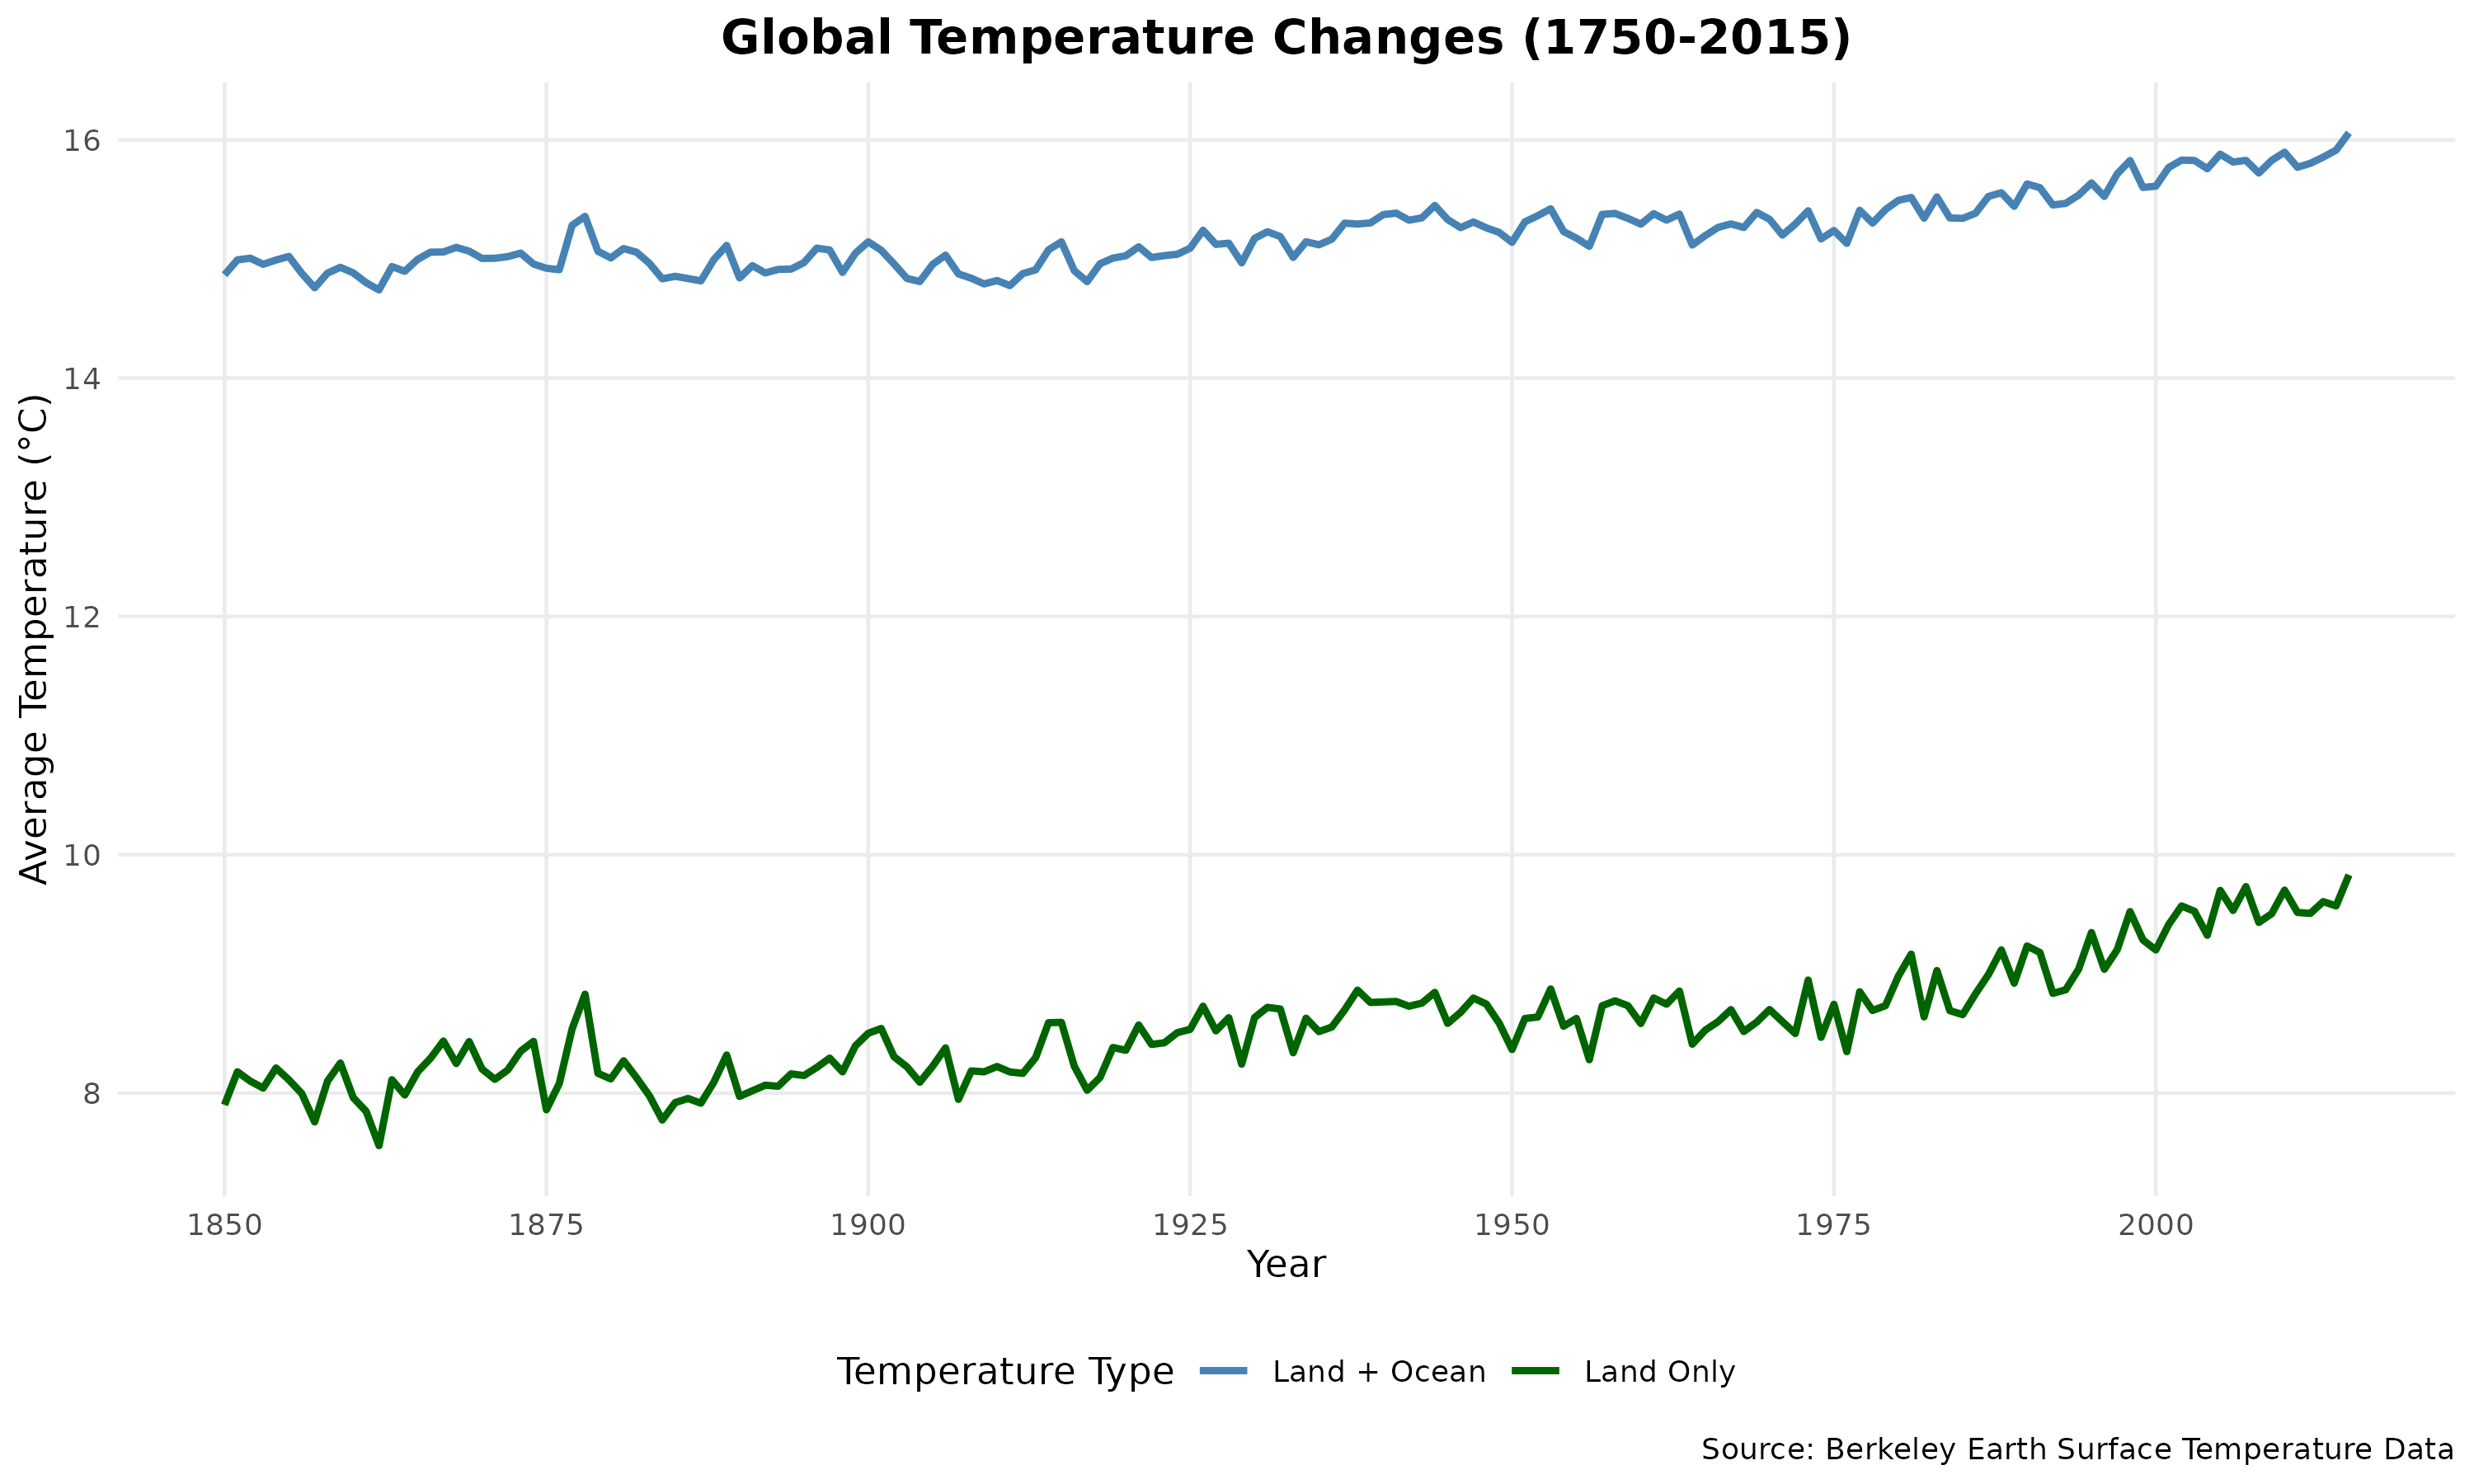 Global Temperature Changes (1750-2015)
Average Temperature (°C)
16
14
12
10
8
1850 1875 1900 1925 1950 1975 2000
Year
Temperature Type Land + Ocean Land Only
Source: Berkeley Earth Surface Temperature Data